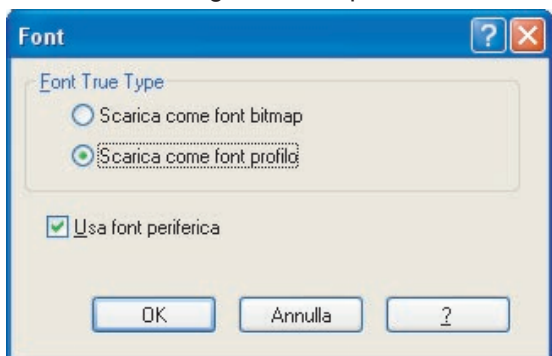 Font
Font True Type
Scarica come font bitmap
Scarica come font profilo
Usa font periferica
OK Annulla ?